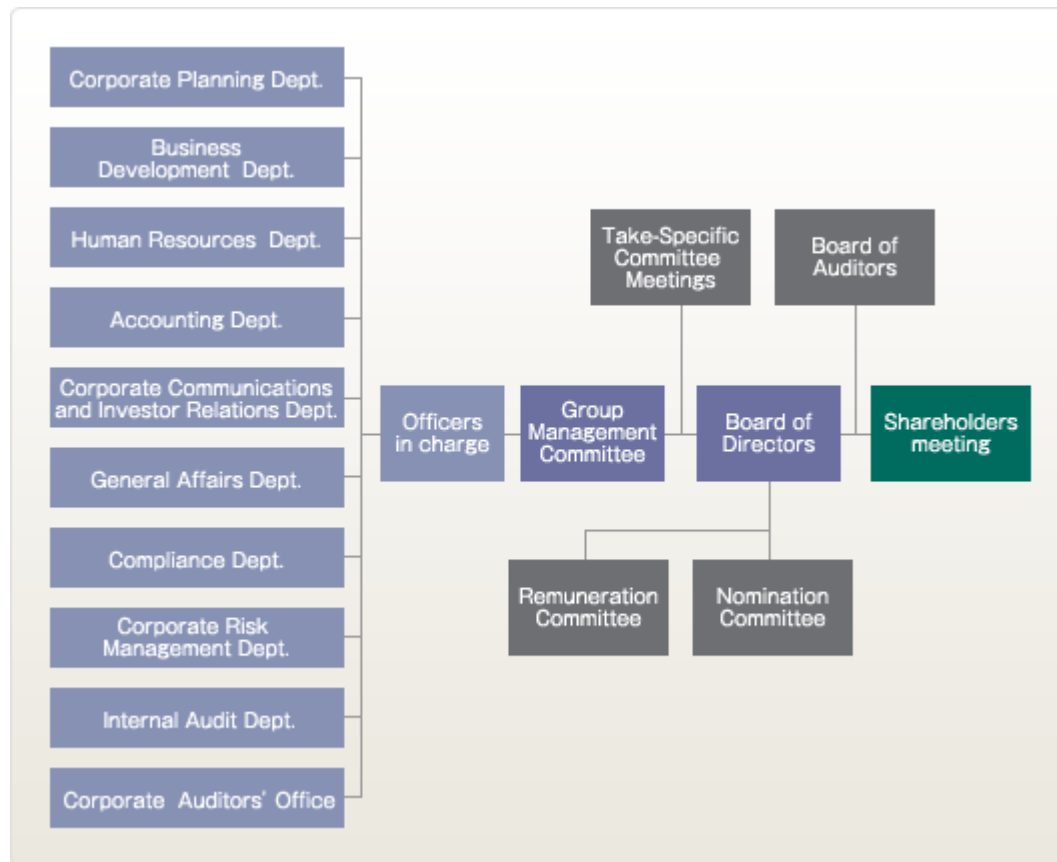 Corporate Planning Dept.
Business
Development Dept.
Human Resources Dept.
Accounting Dept.
Corporate Communications
and Investor Relations Dept.
General Affairs Dept.
Compliance Dept.
Corporate Risk
Management Dept.
Internal Audit Dept.
Corporate Auditors' Office
Officers
in charge
Group
Management
Committee
Take-Specific
Committee
Meetings
Board of
Directors
Board of
Auditors
Shareholders
meeting
Remuneration
Committee
Nomination
Committee